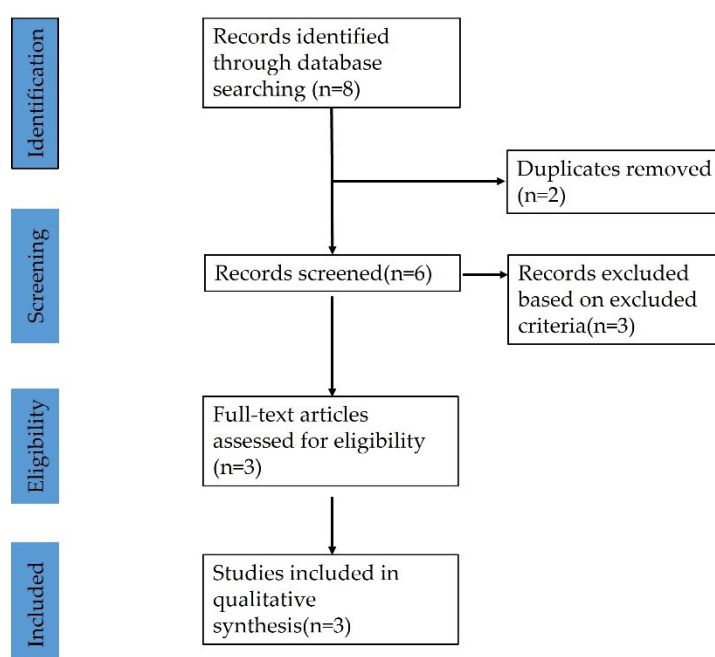 Identification
Records identified
through database
searching (n=8)
Duplicates removed
(n=2)
Screening
Records screened(n=6)
Records excluded
based on excluded
criteria(n=3)
Eligibility
Full-text articles
assessed for eligibility
(n=3)
Included
Studies included in
qualitative
synthesis(n=3)